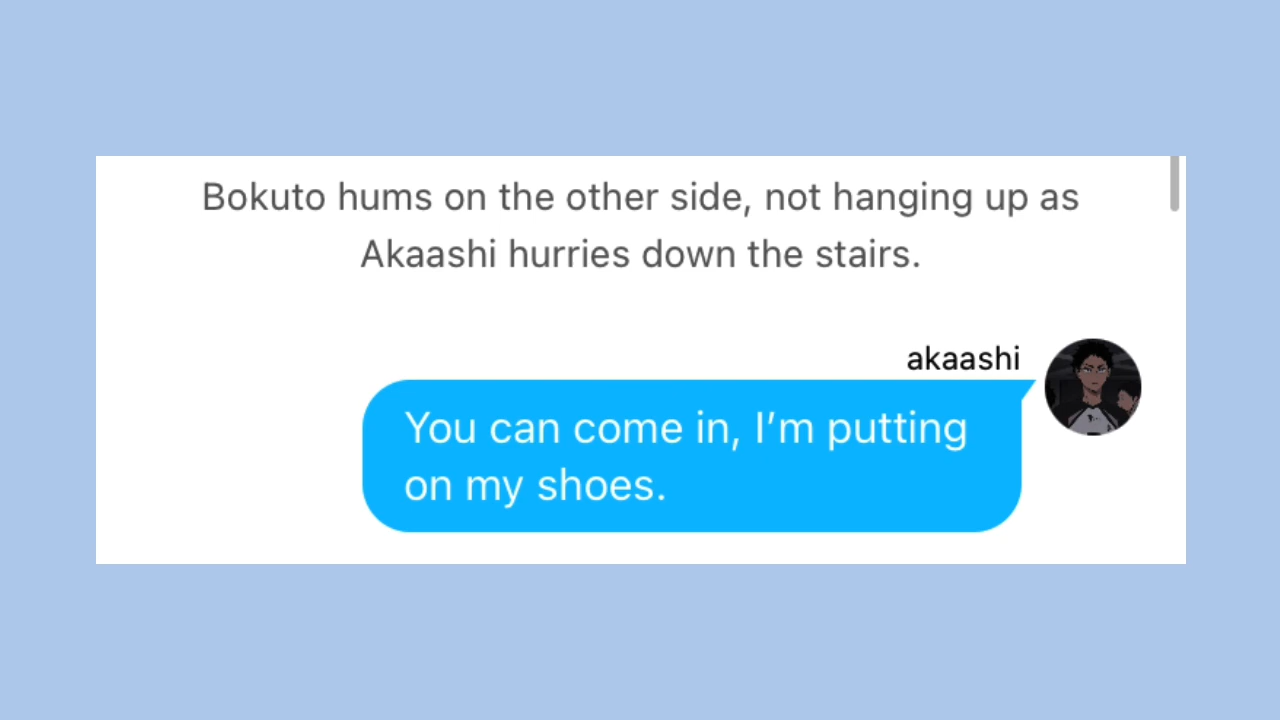 Bokuto hums on the other side, not hanging up as
Akaashi hurries down the stairs.
akaashi
You can come in, I’m putting
on my shoes.